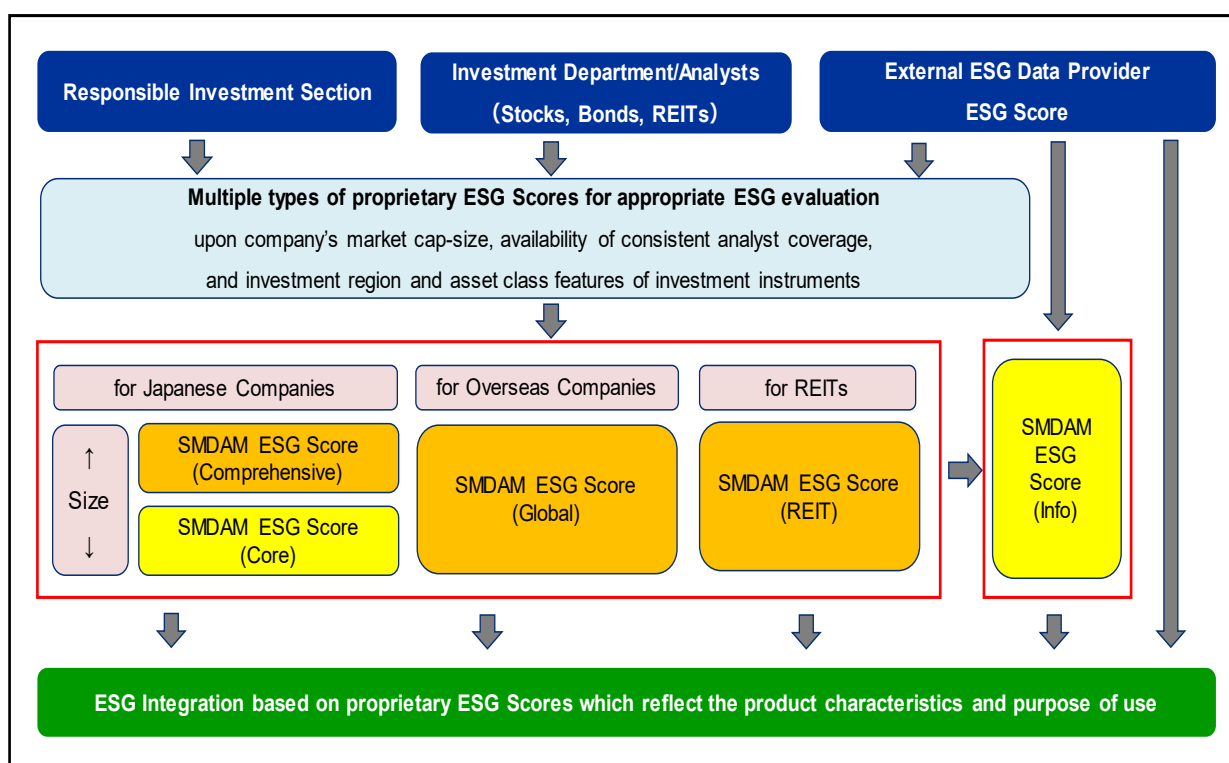 Responsible Investment Section
Investment Department/Analysts
（Stocks, Bonds, REITs）
External ESG Data Provider
ESG Score
Multiple types of proprietary ESG Scores for appropriate ESG evaluation
upon company's market cap-size, availability of consistent analyst coverage,
and investment region and asset class features of investment instruments
for Japanese Companies
for Overseas Companies
for REITs
↑
Size
↓
SMDAM ESG Score
(Comprehensive)
SMDAM ESG Score
(Core)
SMDAM ESG Score
(Global)
SMDAM ESG Score
(REIT)
SMDAM
ESG
Score
(Info)
ESG Integration based on proprietary ESG Scores which reflect the product characteristics and purpose of use